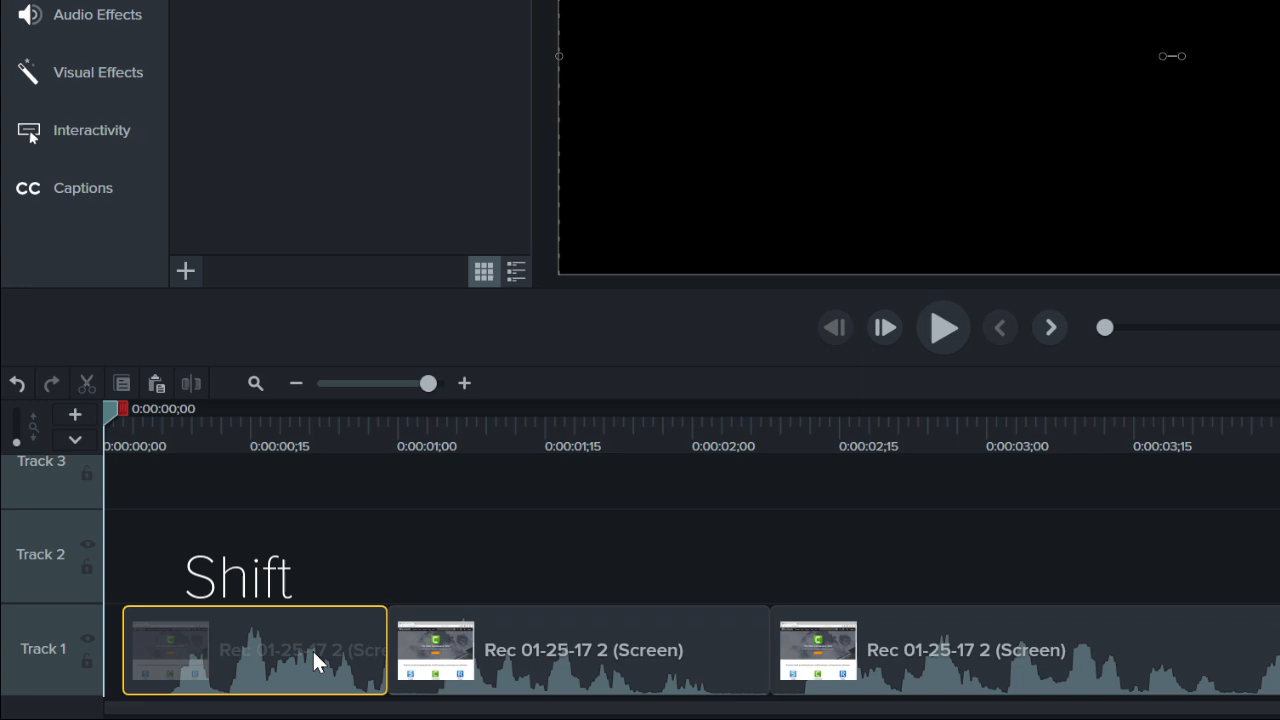 Audio Effects
Visual Effects
Interactivity
CC Captions
0:00:00;00
0:00:00;00 0:00:00;15 0:00:01;00 0:00:01;15 0:00:02;00 0:00:02;15 0:00:03;00 0:00:03;15
Track 3
Track 2
Shift
Track 1
Rec 01-25-17 2 (Scre
Rec 01-25-17 2 (Screen)
Rec 01-25-17 2 (Screen)